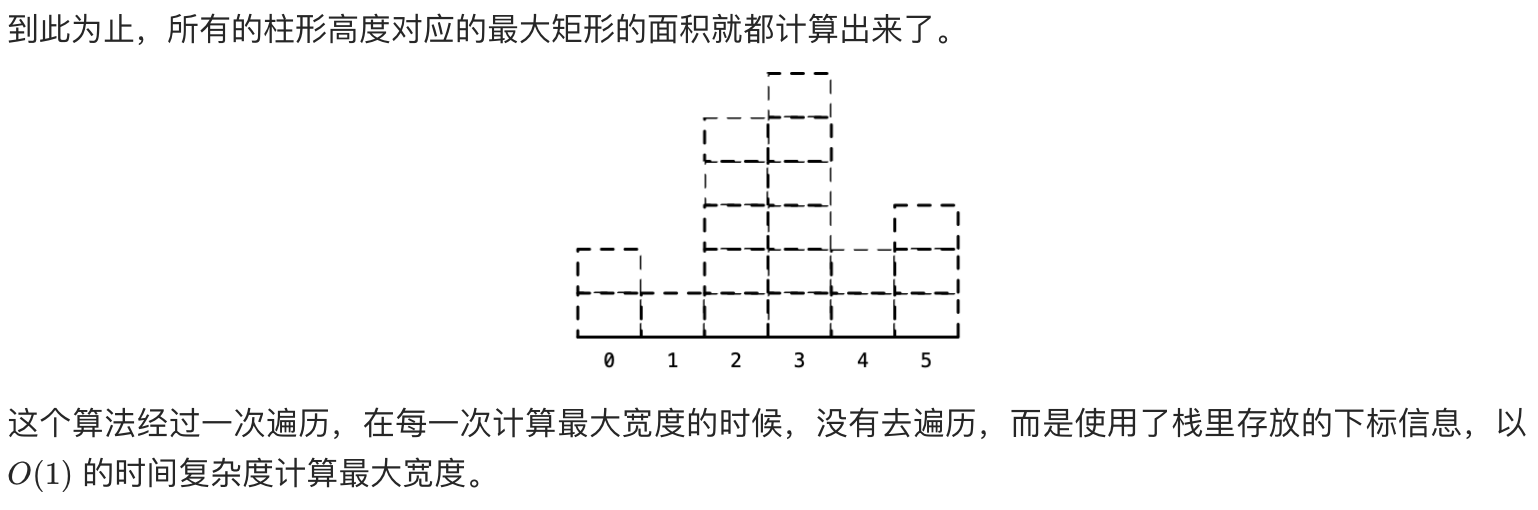 到此为止，所有的柱形高度对应的最大矩形的面积就都计算出来了。
0 1 2 3 4 5
这个算法经过一次遍历，在每一次计算最大宽度的时候，没有去遍历，而是使用了栈里存放的下标信息，以
O(1) 的时间复杂度计算最大宽度。